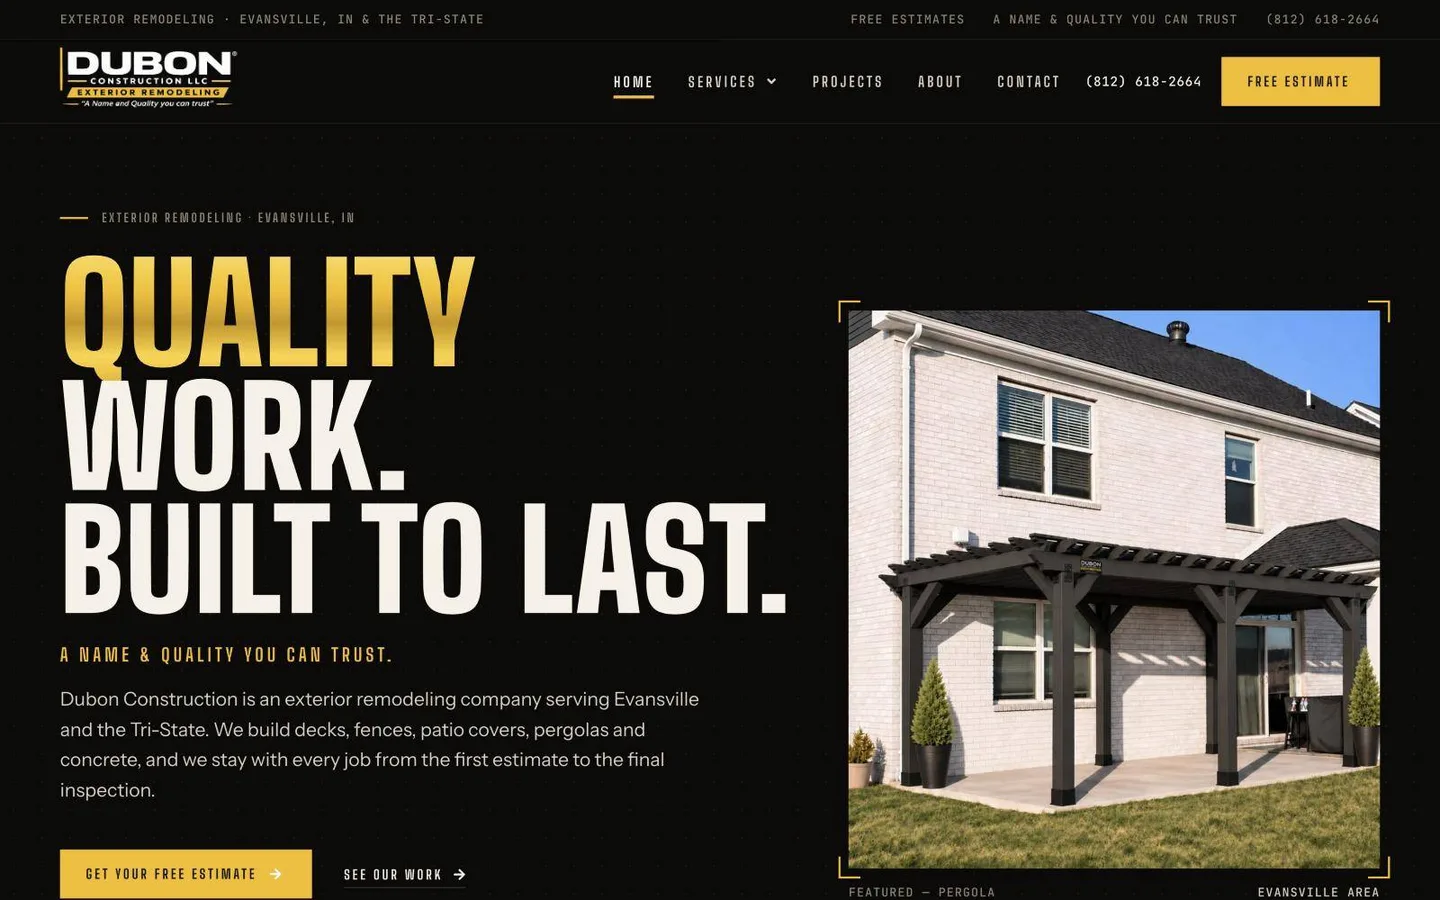 EXTERIOR REMODELING · EVANSVILLE, IN & THE TRI-STATE
FREE ESTIMATES
A NAME & QUALITY YOU CAN TRUST
(812) 618-2664
DUBON®
CONSTRUCTION LLC
EXTERIOR REMODELING
"A Name and Quality you can trust"
HOME
SERVICES
PROJECTS
ABOUT
CONTACT
(812) 618-2664
FREE ESTIMATE
EXTERIOR REMODELING · EVANSVILLE, IN
QUALITY
WORK.
BUILT TO LAST.
A NAME & QUALITY YOU CAN TRUST.
Dubon Construction is an exterior remodeling company serving Evansville
and the Tri-State. We build decks, fences, patio covers, pergolas and
concrete, and we stay with every job from the first estimate to the final
inspection.
GET YOUR FREE ESTIMATE →
SEE OUR WORK →
DUBON
FEATURED — PERGOLA
EVANSVILLE AREA